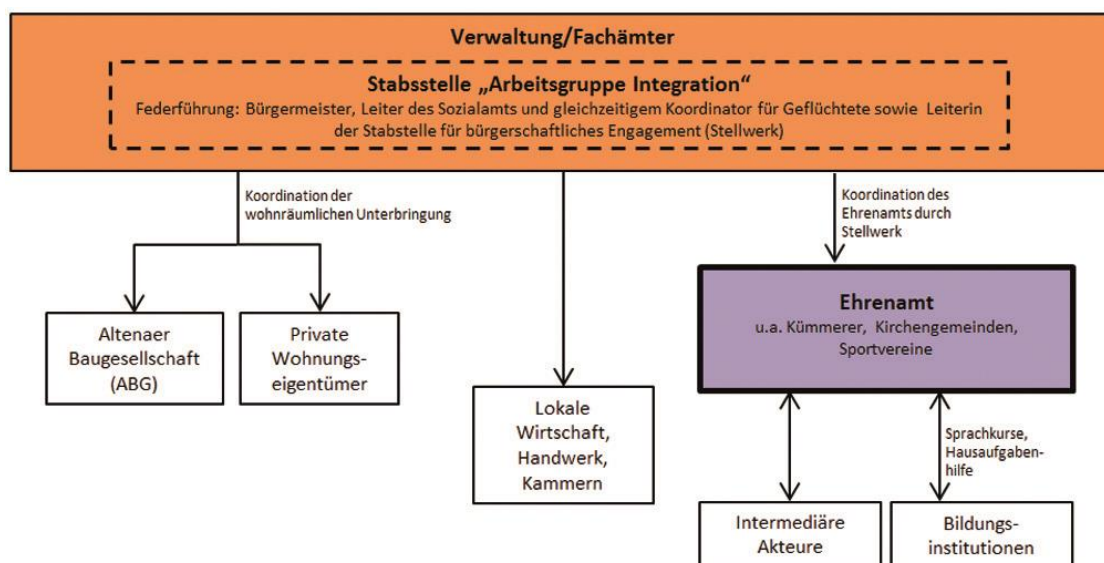 Verwaltung/Fachämter
Stabsstelle „Arbeitsgruppe Integration“
Federführung: Bürgermeister, Leiter des Sozialamts und gleichzeitigem Koordinator für Geflüchtete sowie Leiterin
der Stabstelle für bürgerschaftliches Engagement (Stellwerk)
Koordination der
wohnräumlichen Unterbringung
Koordination des
Ehrenamts durch
Stellwerk
Altenaer
Baugesellschaft
(ABG)
Private
Wohnungs-
eigentümer
Lokale
Wirtschaft,
Handwerk,
Kammern
Ehrenamt
u.a. Kümmerer, Kirchengemeinden,
Sportvereine
Sprachkurse,
Hausaufgaben-
hilfe
Intermediäre
Akteure
Bildungs-
institutionen